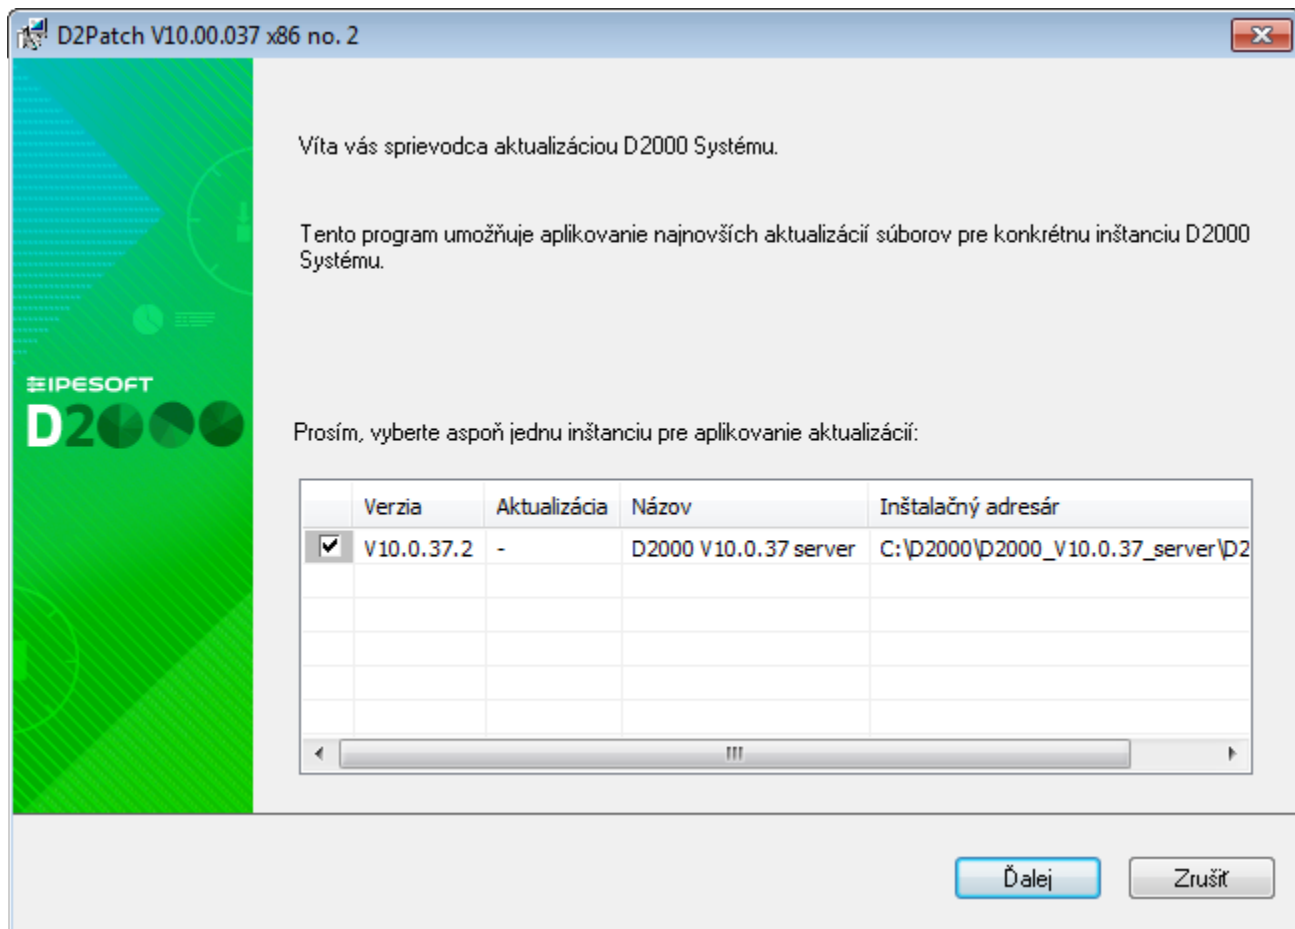 D2Patch V10.00.037 x86 no. 2
Víta vás sprievodca aktualizáciou D2000 Systému.
Tento program umožňuje aplikovanie najnovších aktualizácií súborov pre konkrétnu inštanciu D2000
Systému.
IPESOFT
D2000
Prosím, vyberte aspoň jednu inštanciu pre aplikovanie aktualizácií:
Verzia Aktualizácia Názov Inštalačný adresár
V10.0.37.2 - D2000 V10.0.37 server C:\D2000\D2000_V10.0.37_server\D2
Ďalej Zrušiť